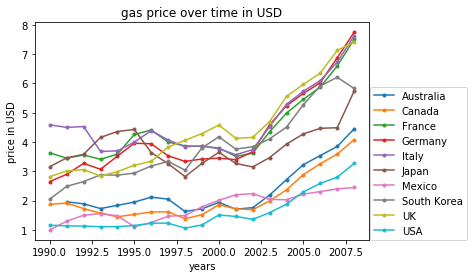 gas price over time in USD
price in USD
8
7
6
5
4
3
2
1
1990.0 1992.5 1995.0 1997.5 2000.0 2002.5 2005.0 2007.5
years
Australia
Canada
France
Germany
Italy
Japan
Mexico
South Korea
UK
USA